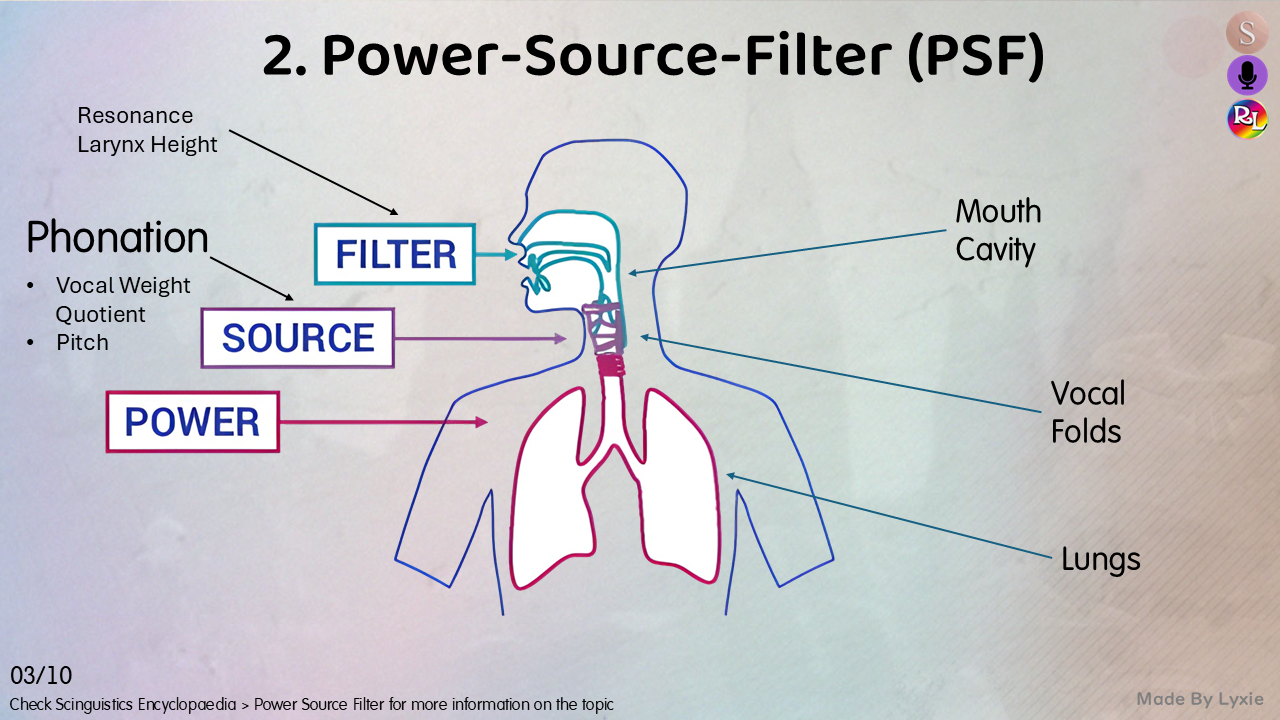 2. Power-Source-Filter (PSF)
S
RL
Resonance
Larynx Height
Phonation
• Vocal Weight
Quotient
• Pitch
FILTER
SOURCE
POWER
Mouth
Cavity
Vocal
Folds
Lungs
03/10
Check Scinguistics Encyclopaedia > Power Source Filter for more information on the topic
Made By Lyxie